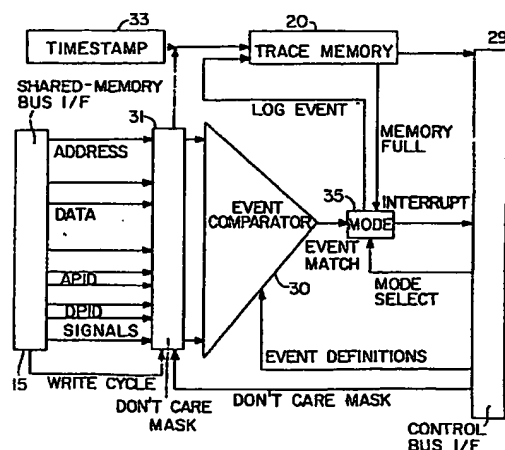 33
TIMESTAMP
20
TRACE MEMORY
29
SHARED-MEMORY
BUS I/F
31
LOG EVENT
MEMORY
FULL
ADDRESS
DATA
EVENT
COMPARATOR
35
MODE
INTERRUPT
EVENT
MATCH
APID
DPID
SIGNALS
30
MODE
SELECT
EVENT DEFINITIONS
15
WRITE CYCLE
DON'T CARE
MASK
DON'T CARE MASK
CONTROL
BUS I/F